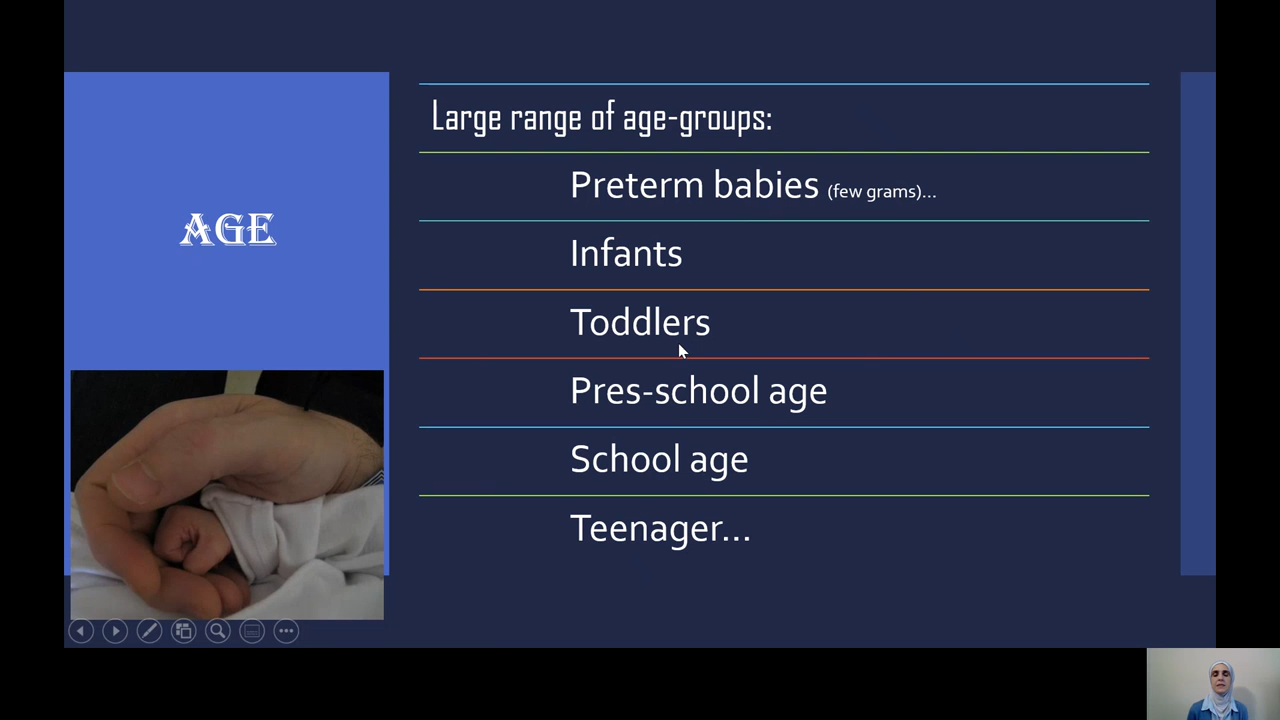 AGE
Large range of age-groups:
Preterm babies (few grams)...
Infants
Toddlers
Pres-school age
School age
Teenager...